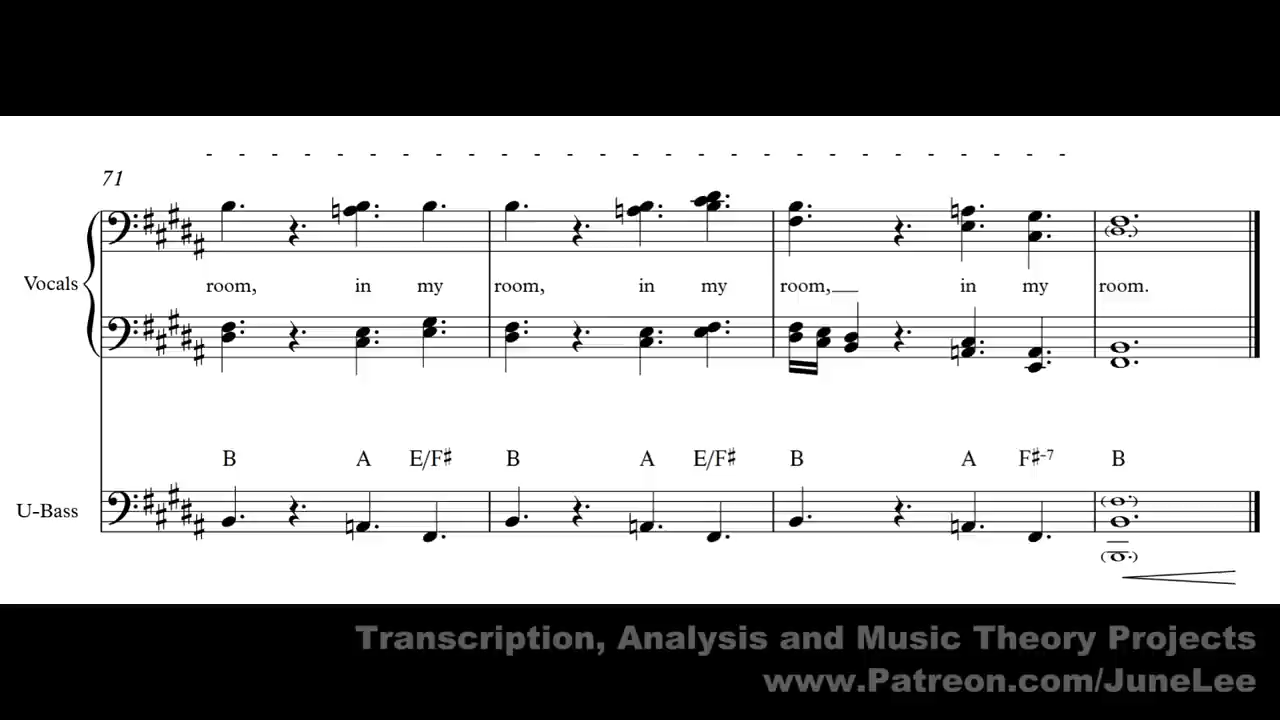 71
Vocals
room, in my room, in my room, in my room.
B A E/F♯ B A E/F♯ B A F♯-7 B
U-Bass
Transcription, Analysis and Music Theory Projects
www.Patreon.com/JuneLee